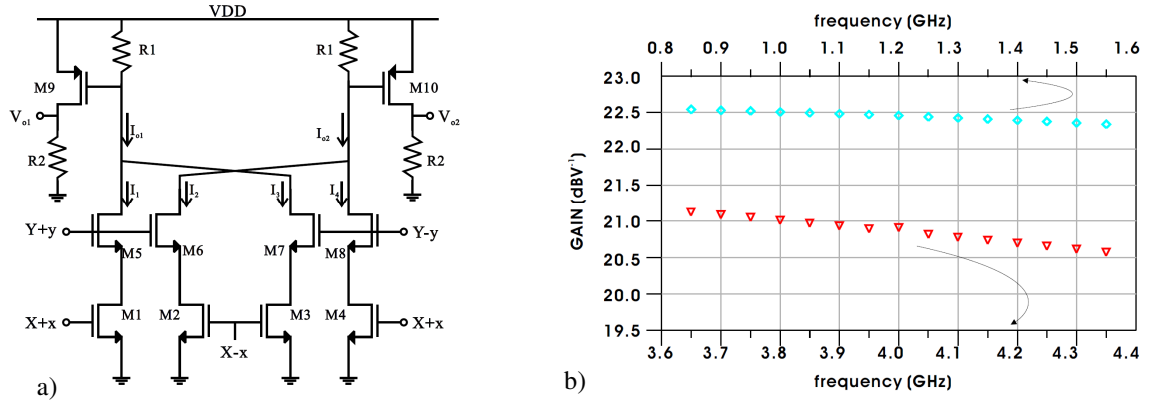 VDD
R1
R1
M9
M10
Vo1
Vo2
Io1
Io2
R2
R2
I1
I2
I3
I4
Y+y
Y-y
M5
M6
M7
M8
X+x
M1
M2
M3
M4
X+x
X-x
a)
frequency (GHz)
0.8 0.9 1.0 1.1 1.2 1.3 1.4 1.5 1.6
23.0
22.5
22.0
21.5
21.0
20.5
20.0
19.5
GAIN (dBV-1)
3.6 3.7 3.8 3.9 4.0 4.1 4.2 4.3 4.4
frequency (GHz)
b)